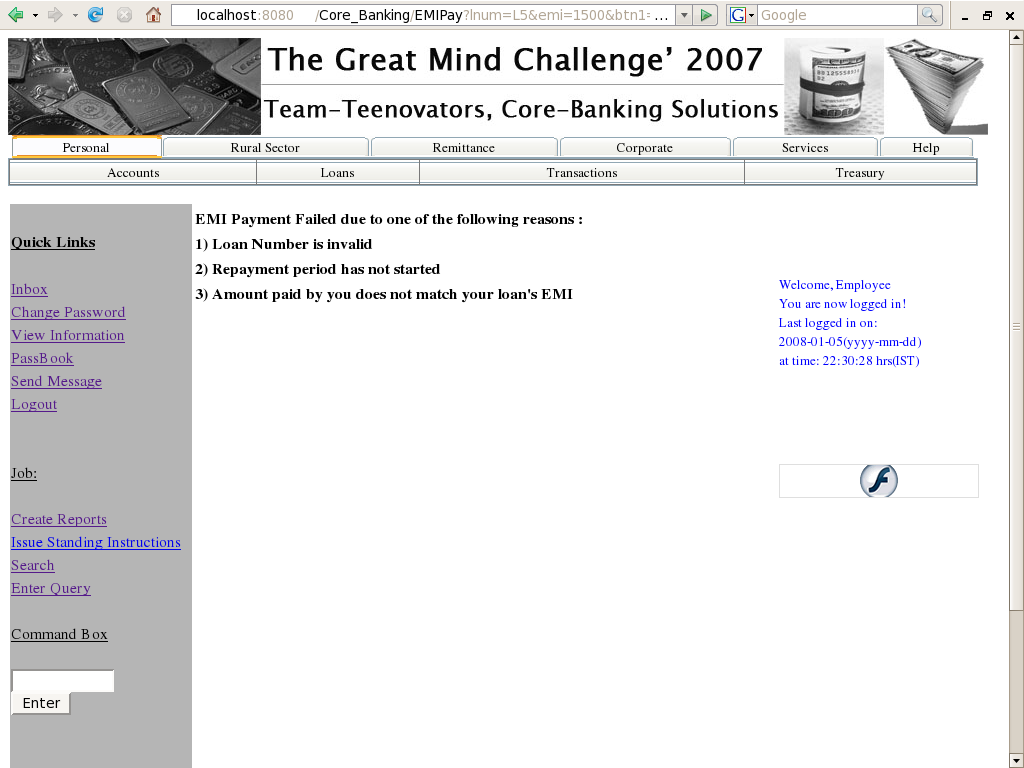 localhost:8080 /Core_Banking/EMIPay?lnum=L5&emi=1500&btn1= ...
G
Google
The Great Mind Challenge’ 2007
Team-Teenovators, Core-Banking Solutions
Personal
Rural Sector
Remittance
Corporate
Services
Help
Accounts
Loans
Transactions
Treasury
Quick Links
Inbox
Change Password
View Information
PassBook
Send Message
Logout
Job:
Create Reports
Issue Standing Instructions
Search
Enter Query
Command Box
Enter
EMI Payment Failed due to one of the following reasons :
1) Loan Number is invalid
2) Repayment period has not started
3) Amount paid by you does not match your loan's EMI
Welcome, Employee
You are now logged in!
Last logged in on:
2008-01-05(yyyy-mm-dd)
at time: 22:30:28 hrs(IST)